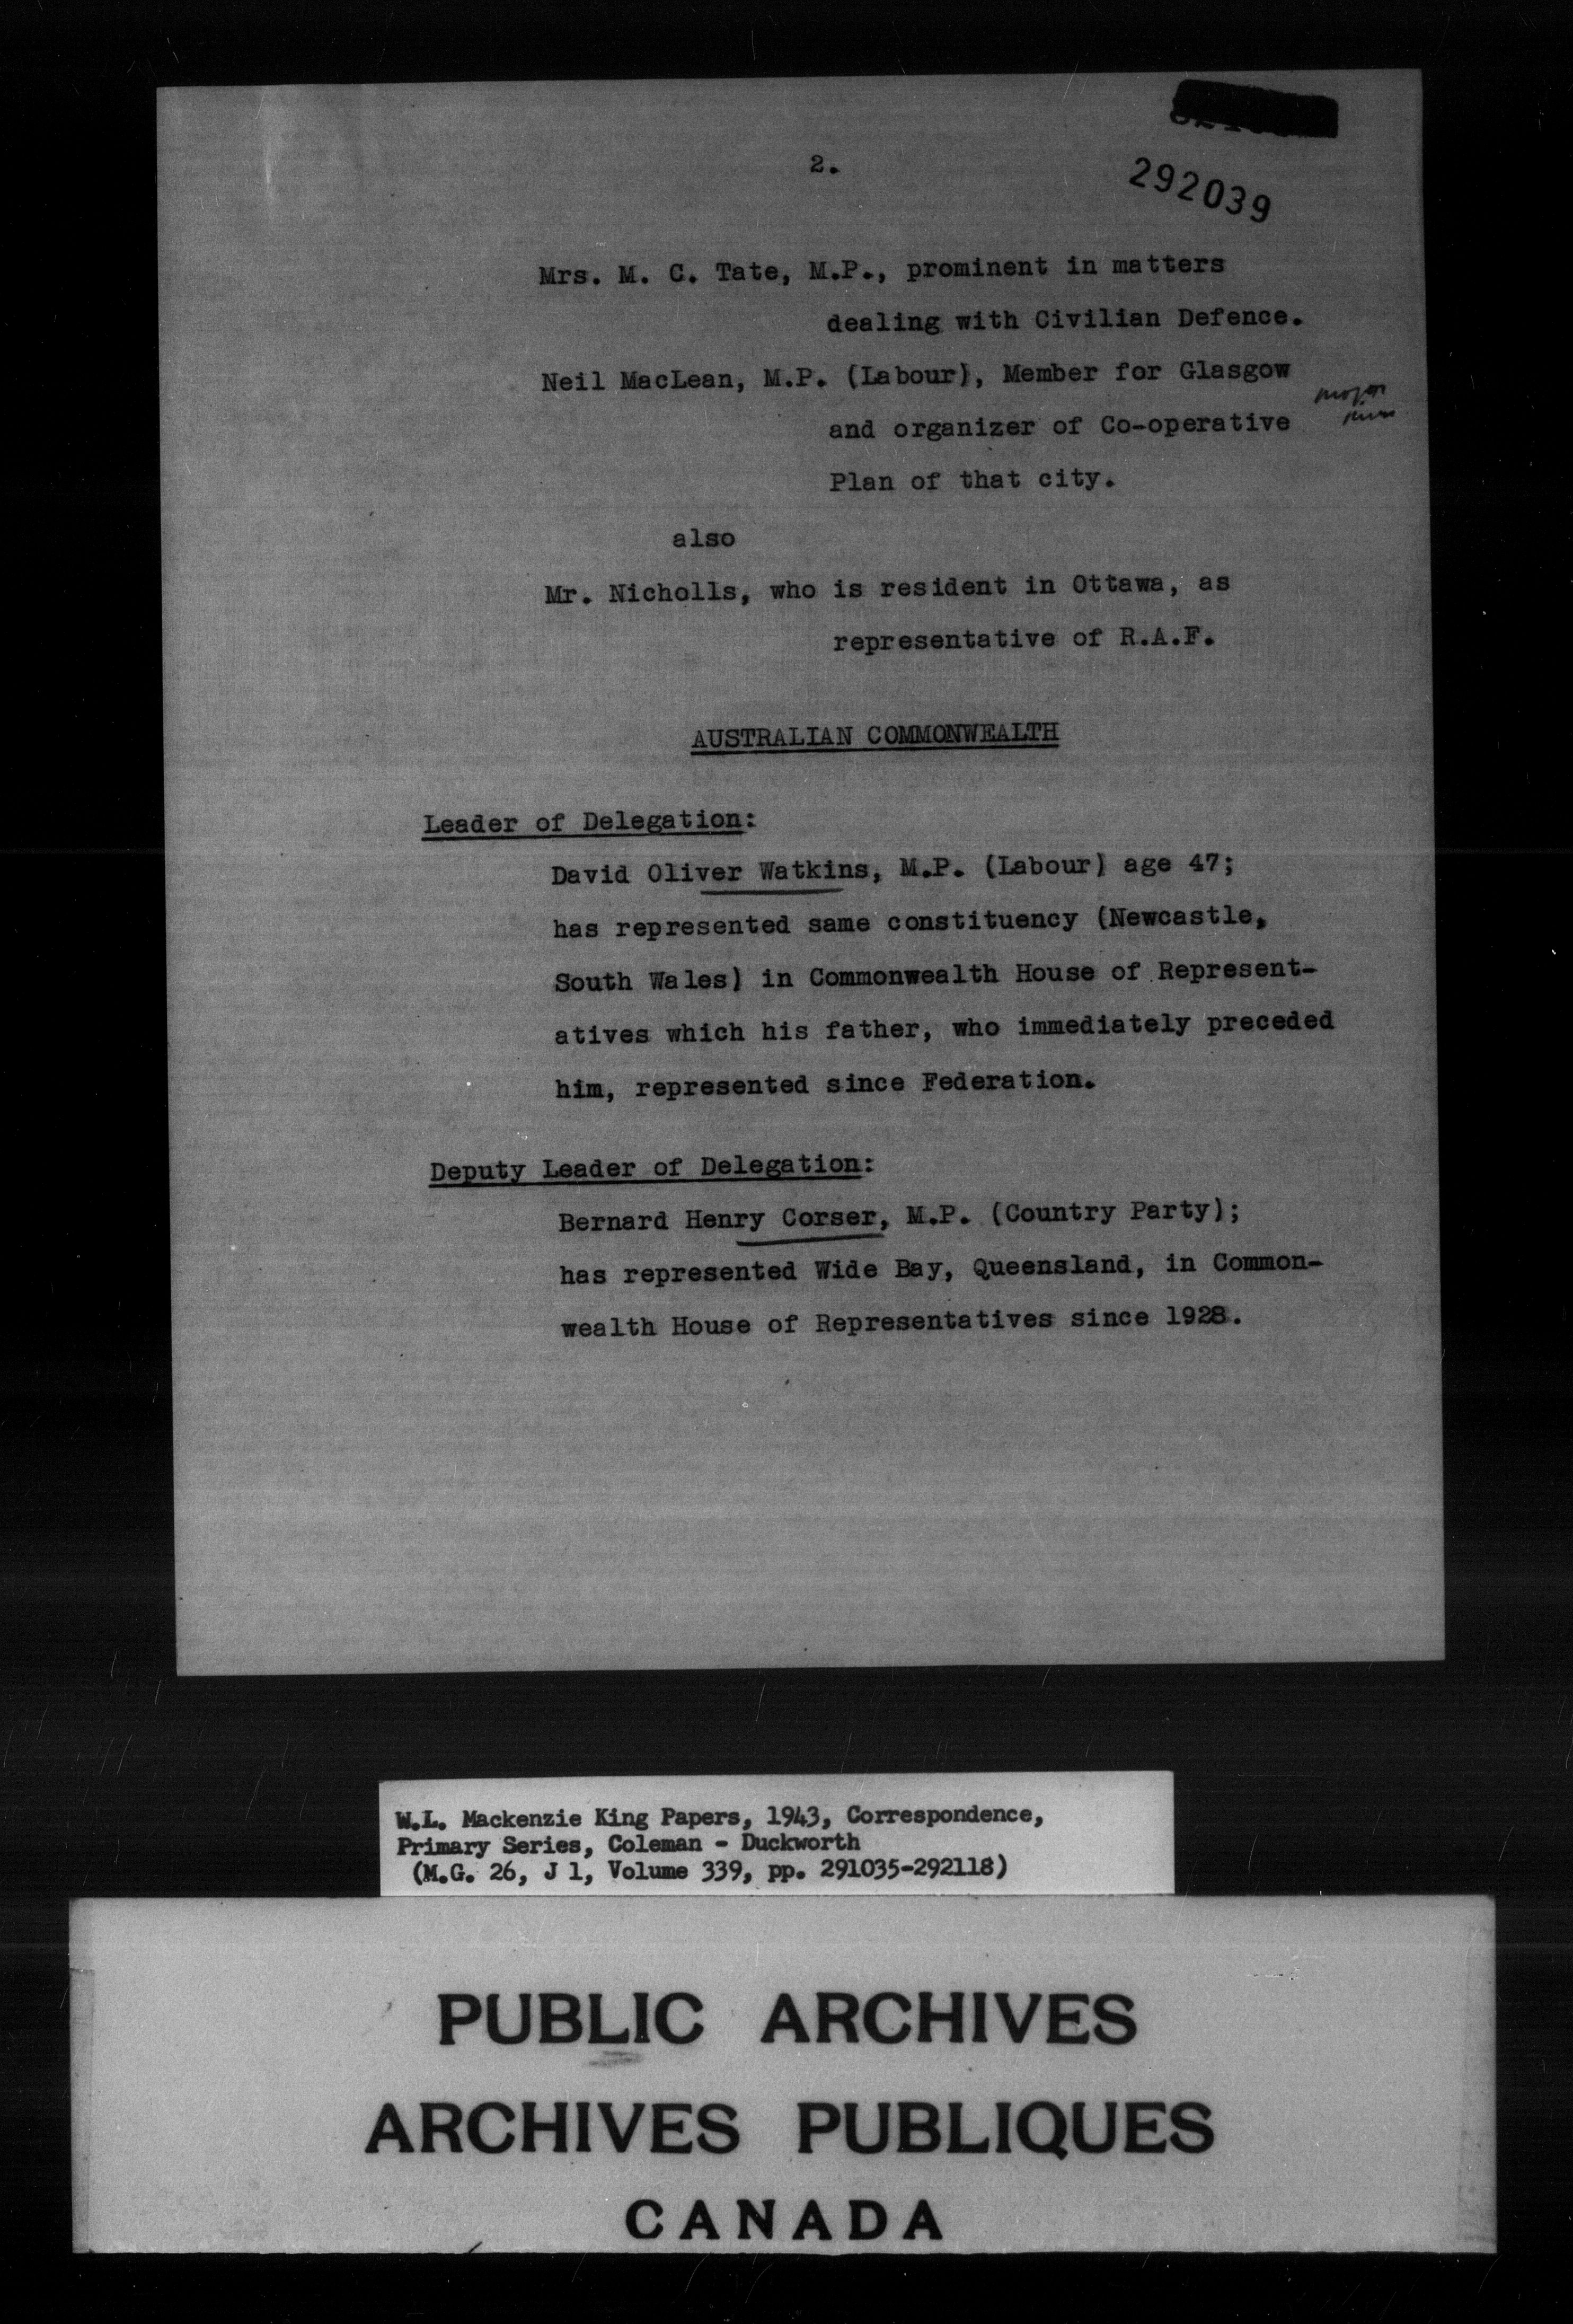 2.
292039
Mrs. M. C. Tate, M.P., prominent in matters
dealing with Civilian Defence.
Neil MacLean, M.P. (Labour), Member for Glasgow
and organizer of Co-operative
Plan of that city.
also
Mr. Nicholls, who is resident in Ottawa, as
representative of R.A.F.
AUSTRALIAN COMMONWEALTH
Leader of Delegation:
David Oliver Watkins, M.P. (Labour) age 47;
has represented same constituency (Newcastle,
South Wales) in Commonwealth House of Represent-
atives which his father, who immediately preceded
him, represented since Federation.
Deputy Leader of Delegation:
Bernard Henry Corser, M.P. (Country Party);
has represented Wide Bay, Queensland, in Common-
wealth House of Representatives since 1928.
W.L. Mackenzie King Papers, 1943, Correspondence,
Primary Series, Coleman - Duckworth
(M.G. 26, J 1, Volume 339, pp. 291035-292118)
PUBLIC ARCHIVES
ARCHIVES PUBLIQUES
CANADA